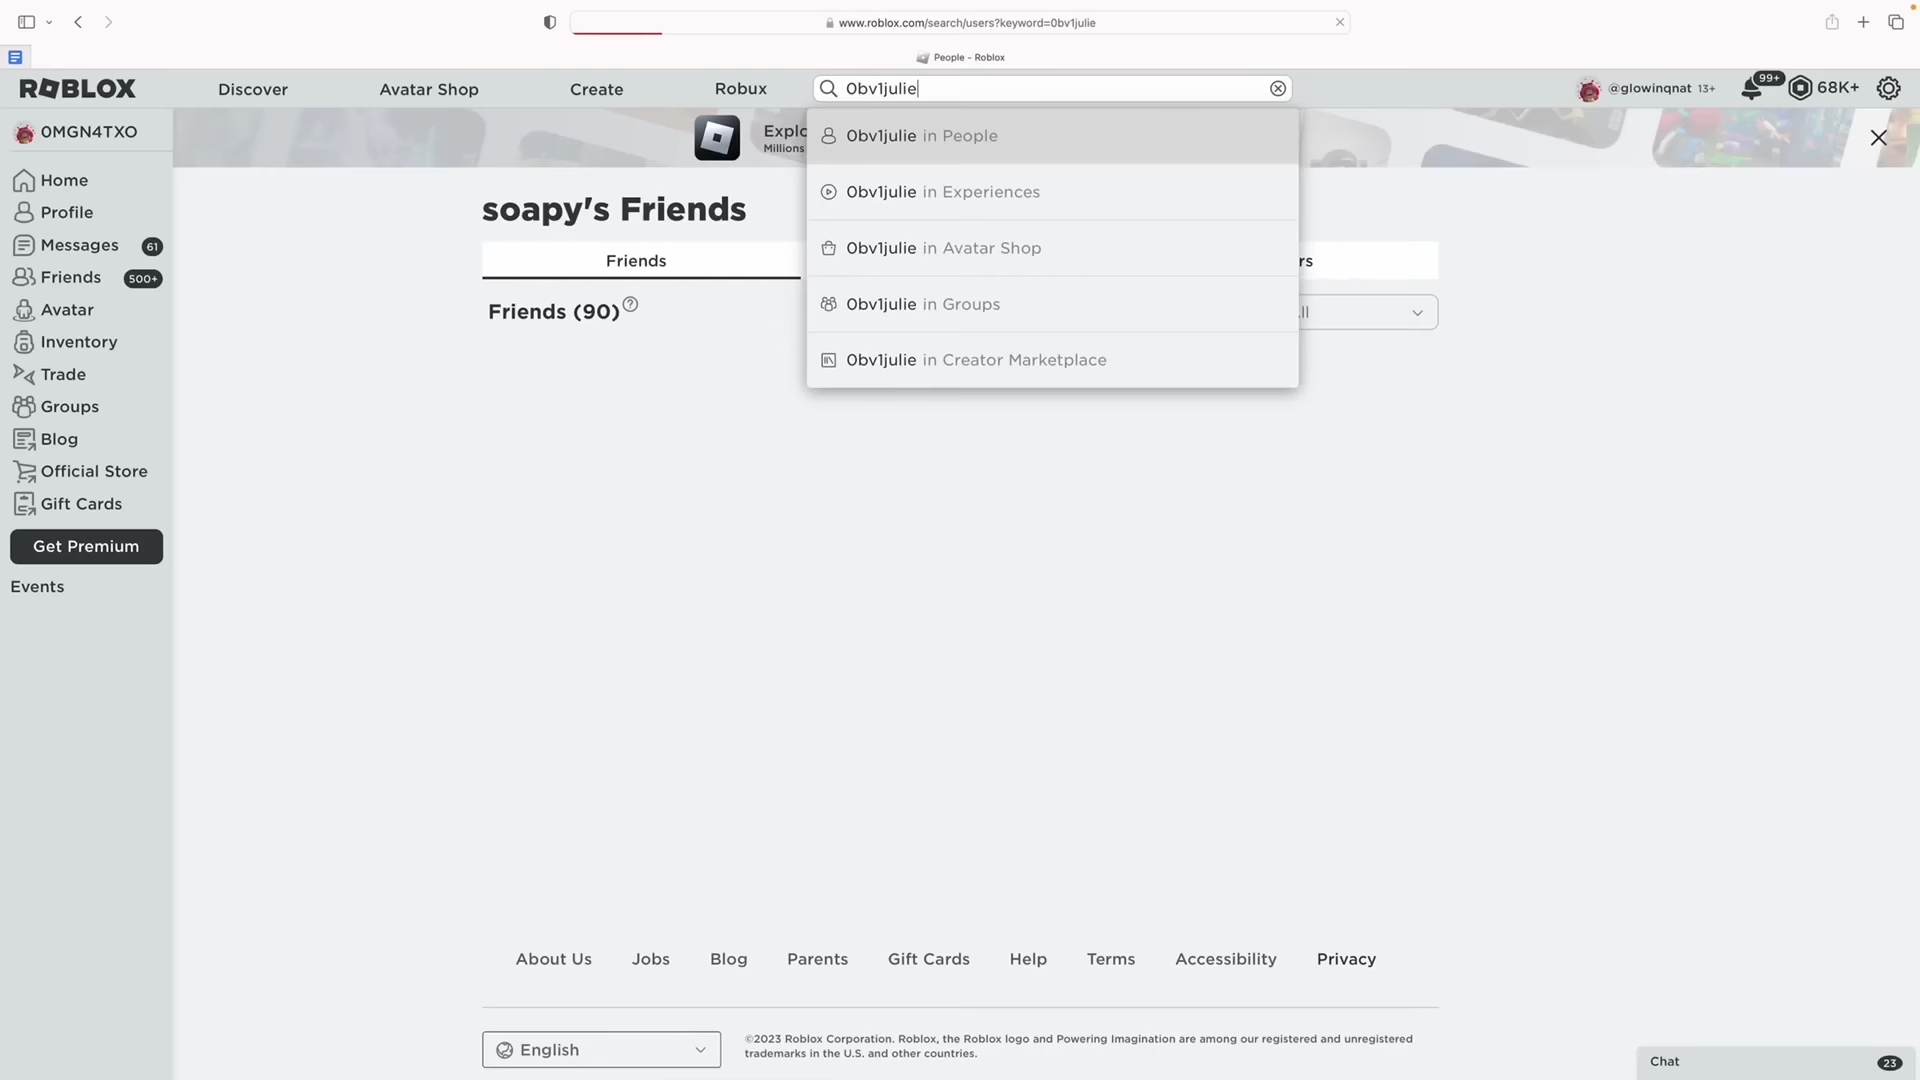 www.roblox.com/search/users?keyword=0bv1julie
People - Roblox
ROBLOX
Discover
Avatar Shop
Create
Robux
0bv1julie
@glowinqnat 13+
99+
68K+
0MGN4TXO
Home
Profile
Messages 61
Friends 500+
Avatar
Inventory
Trade
Groups
Blog
Official Store
Gift Cards
Get Premium
Events
Explo
Millions
0bv1julie in People
0bv1julie in Experiences
0bv1julie in Avatar Shop
0bv1julie in Groups
0bv1julie in Creator Marketplace
soapy's Friends
Friends
rs
Friends (90)
ll
About Us
Jobs
Blog
Parents
Gift Cards
Help
Terms
Accessibility
Privacy
English
©2023 Roblox Corporation. Roblox, the Roblox logo and Powering Imagination are among our registered and unregistered
trademarks in the U.S. and other countries.
Chat 23